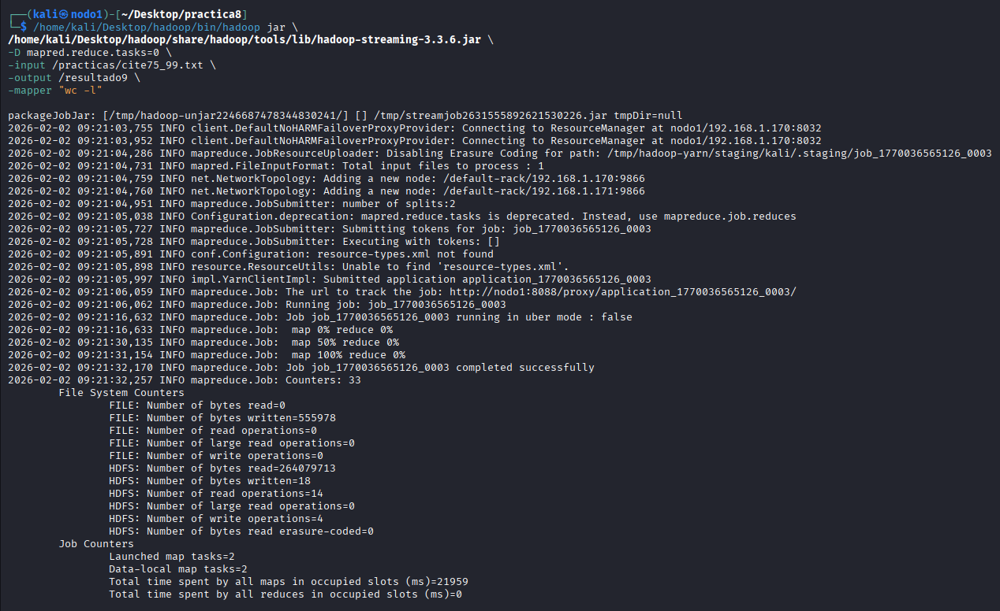 ┌──(kali㉿nodo1)-[~/Desktop/practica8]
└─$ /home/kali/Desktop/hadoop/bin/hadoop jar \
/home/kali/Desktop/hadoop/share/hadoop/tools/lib/hadoop-streaming-3.3.6.jar \
-D mapred.reduce.tasks=0 \
-input /practicas/cite75_99.txt \
-output /resultado9 \
-mapper "wc -l"
packageJobJar: [/tmp/hadoop-unjar2246687478344830241/] [] /tmp/streamjob2631555892621530226.jar tmpDir=null
2026-02-02 09:21:03,755 INFO client.DefaultNoHARMFailoverProxyProvider: Connecting to ResourceManager at nodo1/192.168.1.170:8032
2026-02-02 09:21:03,952 INFO client.DefaultNoHARMFailoverProxyProvider: Connecting to ResourceManager at nodo1/192.168.1.170:8032
2026-02-02 09:21:04,286 INFO mapreduce.JobResourceUploader: Disabling Erasure Coding for path: /tmp/hadoop-yarn/staging/kali/.staging/job_1770036565126_0003
2026-02-02 09:21:04,731 INFO mapred.FileInputFormat: Total input files to process : 1
2026-02-02 09:21:04,759 INFO net.NetworkTopology: Adding a new node: /default-rack/192.168.1.170:9866
2026-02-02 09:21:04,760 INFO net.NetworkTopology: Adding a new node: /default-rack/192.168.1.171:9866
2026-02-02 09:21:04,951 INFO mapreduce.JobSubmitter: number of splits:2
2026-02-02 09:21:05,038 INFO Configuration.deprecation: mapred.reduce.tasks is deprecated. Instead, use mapreduce.job.reduces
2026-02-02 09:21:05,727 INFO mapreduce.JobSubmitter: Submitting tokens for job: job_1770036565126_0003
2026-02-02 09:21:05,728 INFO mapreduce.JobSubmitter: Executing with tokens: []
2026-02-02 09:21:05,891 INFO conf.Configuration: resource-types.xml not found
2026-02-02 09:21:05,898 INFO resource.ResourceUtils: Unable to find 'resource-types.xml'.
2026-02-02 09:21:05,997 INFO impl.YarnClientImpl: Submitted application application_1770036565126_0003
2026-02-02 09:21:06,059 INFO mapreduce.Job: The url to track the job: http://nodo1:8088/proxy/application_1770036565126_0003/
2026-02-02 09:21:06,062 INFO mapreduce.Job: Running job: job_1770036565126_0003
2026-02-02 09:21:16,632 INFO mapreduce.Job: Job job_1770036565126_0003 running in uber mode : false
2026-02-02 09:21:16,633 INFO mapreduce.Job:  map 0% reduce 0%
2026-02-02 09:21:30,135 INFO mapreduce.Job:  map 50% reduce 0%
2026-02-02 09:21:31,154 INFO mapreduce.Job:  map 100% reduce 0%
2026-02-02 09:21:32,170 INFO mapreduce.Job: Job job_1770036565126_0003 completed successfully
2026-02-02 09:21:32,257 INFO mapreduce.Job: Counters: 33
File System Counters
FILE: Number of bytes read=0
FILE: Number of bytes written=555978
FILE: Number of read operations=0
FILE: Number of large read operations=0
FILE: Number of write operations=0
HDFS: Number of bytes read=264079713
HDFS: Number of bytes written=18
HDFS: Number of read operations=14
HDFS: Number of large read operations=0
HDFS: Number of write operations=4
HDFS: Number of bytes read erasure-coded=0
Job Counters
Launched map tasks=2
Data-local map tasks=2
Total time spent by all maps in occupied slots (ms)=21959
Total time spent by all reduces in occupied slots (ms)=0